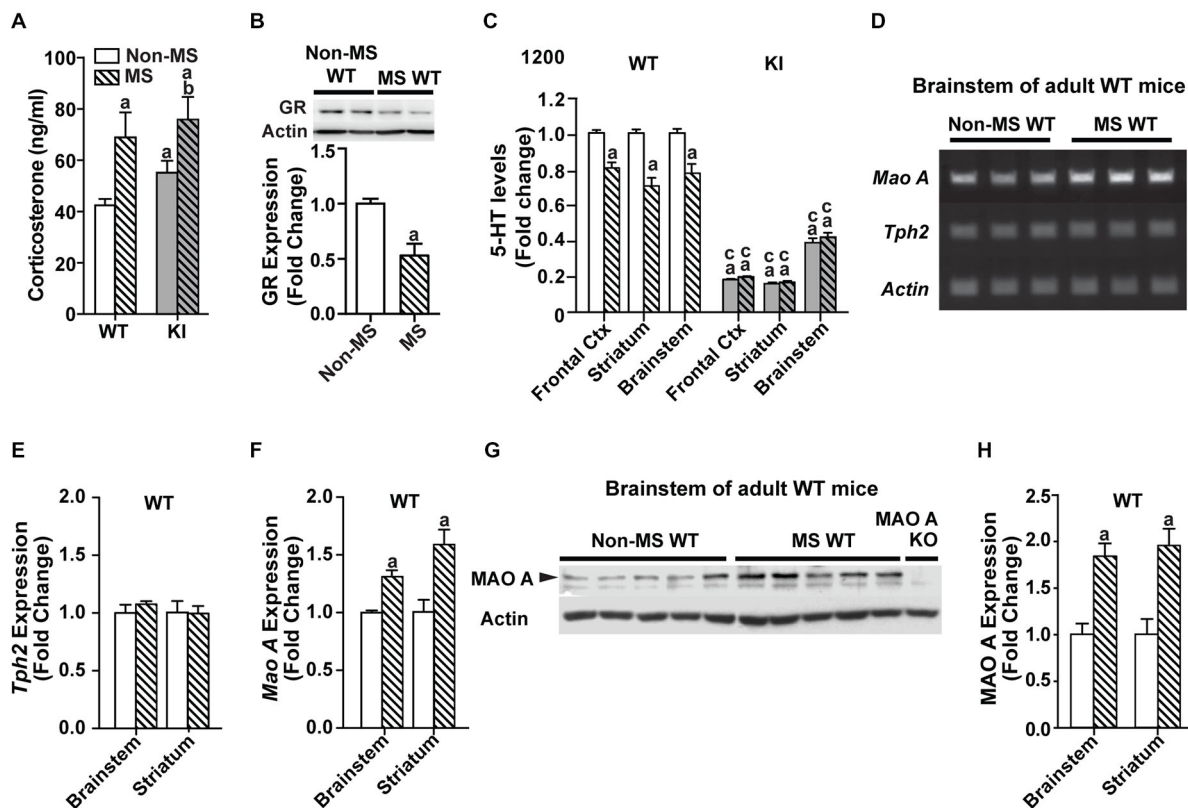 A
Non-MS
MS
Corticosterone (ng/ml)
100
80
60
40
20
0
a
a
a
b
WT
KI
B
Non-MS
WT
MS WT
GR
Actin
GR Expression
(Fold Change)
1.5
1.0
0.5
0.0
a
Non-MS
MS
C
1200
WT
KI
5-HT levels
(Fold change)
1.2
1.0
0.8
0.6
0.4
0.2
0
a
a
a
c c
a a
c c
a a
c c
a a
Frontal Ctx
Striatum
Brainstem
Frontal Ctx
Striatum
Brainstem
D
Brainstem of adult WT mice
Non-MS WT
MS WT
Mao A
Tph2
Actin
E
WT
Tph2 Expression
(Fold Change)
2.0
1.5
1.0
0.5
0.0
Brainstem
Striatum
F
WT
Mao A Expression
(Fold Change)
2.0
1.5
1.0
0.5
0.0
a
a
Brainstem
Striatum
G
Brainstem of adult WT mice
Non-MS WT
MS WT
MAO A
KO
MAO A
Actin
H
WT
MAO A Expression
(Fold Change)
2.5
2.0
1.5
1.0
0.5
0.0
a
a
Brainstem
Striatum